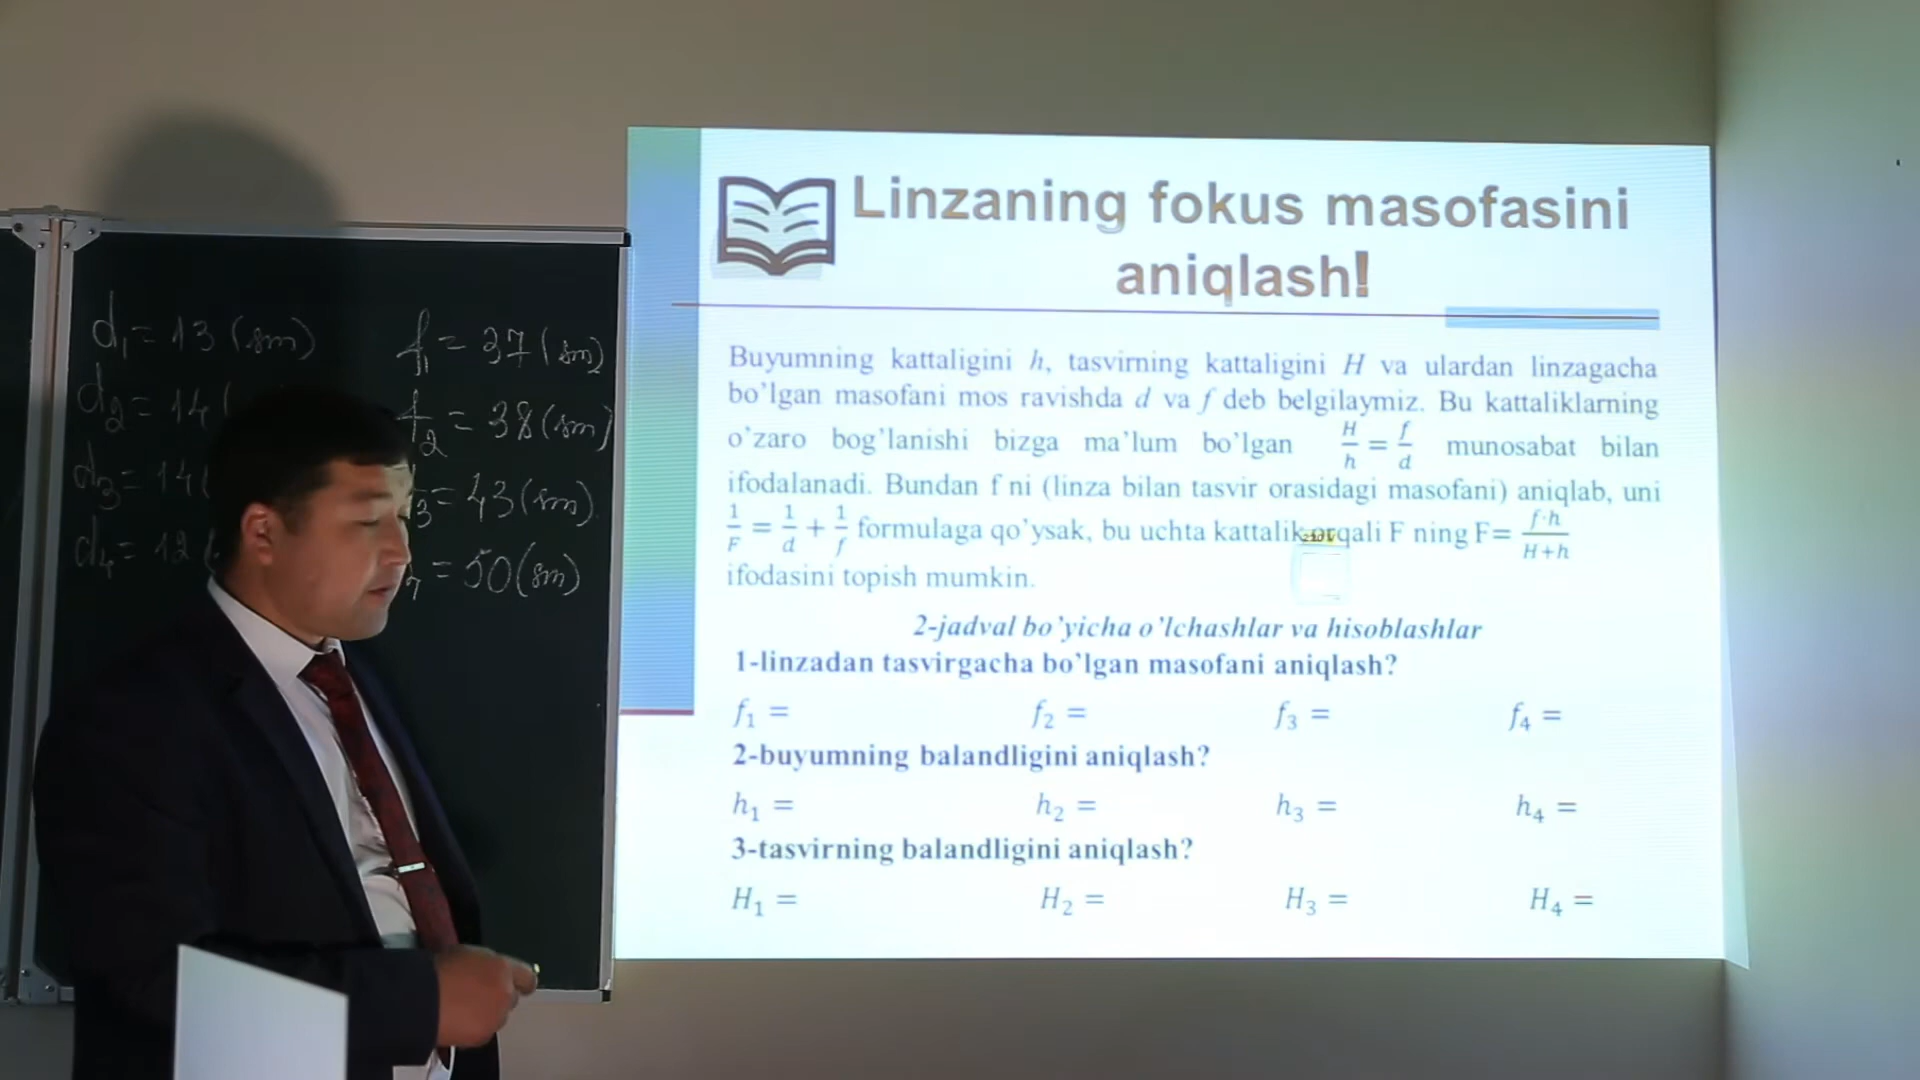 d₁ = 13 (sm)
d₂ = 14 (
d₃ = 14 (
d₄ = 12 (
f₁ = 37 (sm)
f₂ = 38 (sm)
₃ = 43 (sm)
= 50 (sm)
Linzaning fokus masofasini
aniqlash!
Buyumning kattaligini h, tasvirning kattaligini H va ulardan linzagacha
bo’lgan masofani mos ravishda d va f deb belgilaymiz. Bu kattaliklarning
o’zaro bog’lanishi bizga ma’lum bo’lgan H/h = f/d munosabat bilan
ifodalanadi. Bundan f ni (linza bilan tasvir orasidagi masofani) aniqlab, uni
1/F = 1/d + 1/f formulaga qo’ysak, bu uchta kattalik orqali F ning F= f·h/H+h
ifodasini topish mumkin.
2-jadval bo’yicha o’lchashlar va hisoblashlar
1-linzadan tasvirgacha bo’lgan masofani aniqlash?
f₁ = f₂ = f₃ = f₄ =
2-buyumning balandligini aniqlash?
h₁ = h₂ = h₃ = h₄ =
3-tasvirning balandligini aniqlash?
H₁ = H₂ = H₃ = H₄ =